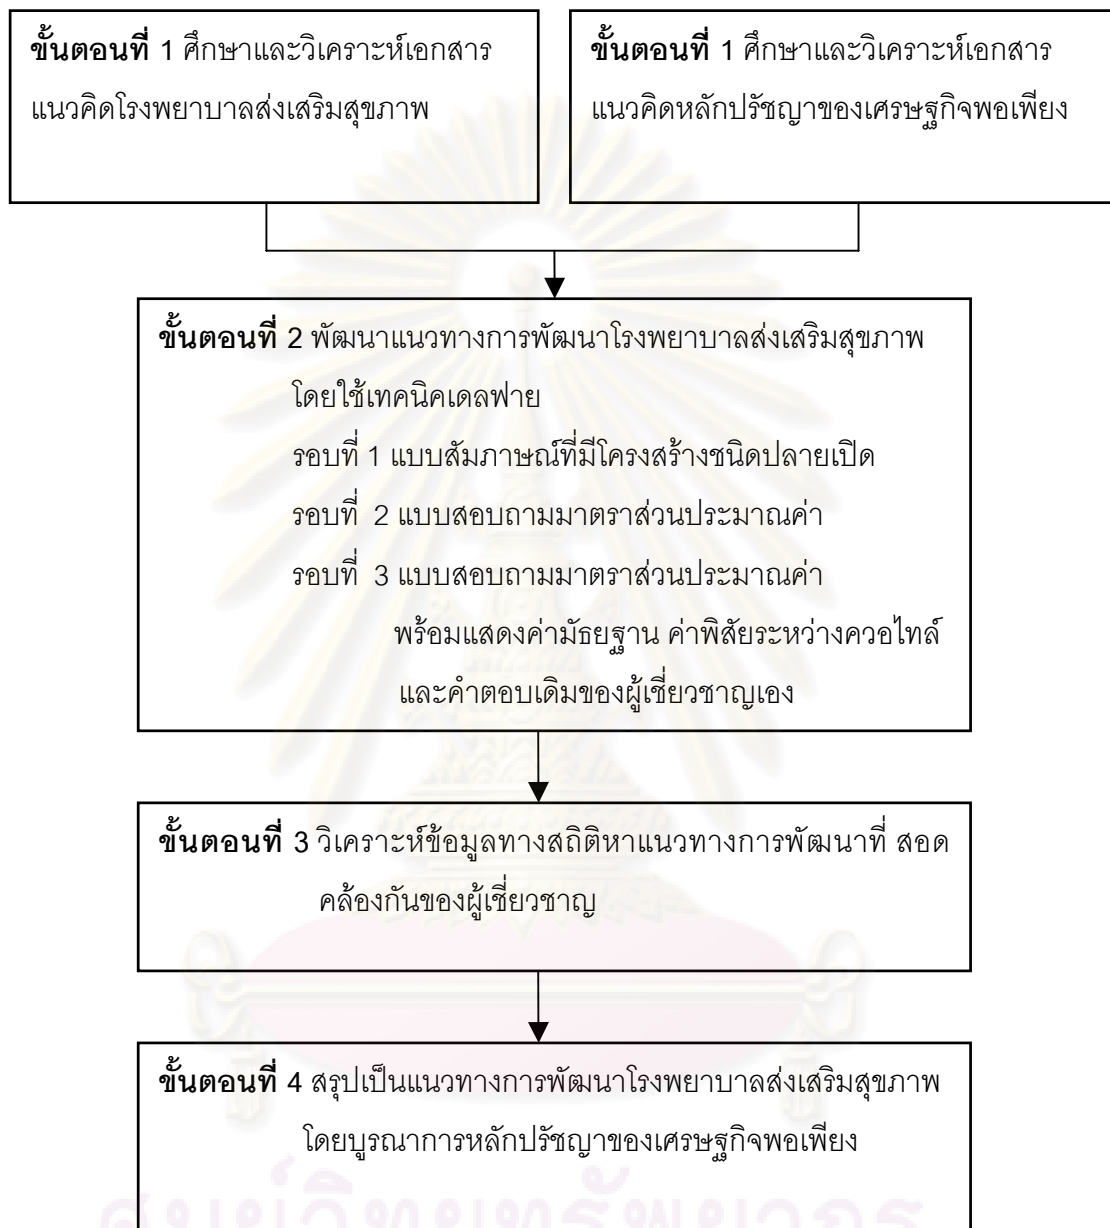 ขั้นตอนที่ 1 ศึกษาและวิเคราะห์เอกสาร
แนวคิดโรงพยาบาลส่งเสริมสุขภาพ
ขั้นตอนที่ 1 ศึกษาและวิเคราะห์เอกสาร
แนวคิดหลักปรัชญาของเศรษฐกิจพอเพียง
ขั้นตอนที่ 2 พัฒนาแนวทางการพัฒนาโรงพยาบาลส่งเสริมสุขภาพ
โดยใช้เทคนิคเดลฟาย
รอบที่ 1 แบบสัมภาษณ์ที่มีโครงสร้างชนิดปลายเปิด
รอบที่ 2 แบบสอบถามมาตราส่วนประมาณค่า
รอบที่ 3 แบบสอบถามมาตราส่วนประมาณค่า
พร้อมแสดงค่ามัธยฐาน ค่าพิสัยระหว่างควอไทล์
และคำตอบเดิมของผู้เชี่ยวชาญเอง
ขั้นตอนที่ 3 วิเคราะห์ข้อมูลทางสถิติหาแนวทางการพัฒนาที่ สอด
คล้องกันของผู้เชี่ยวชาญ
ขั้นตอนที่ 4 สรุปเป็นแนวทางการพัฒนาโรงพยาบาลส่งเสริมสุขภาพ
โดยบูรณาการหลักปรัชญาของเศรษฐกิจพอเพียง
ศูนย์วิทยทรัพยากร